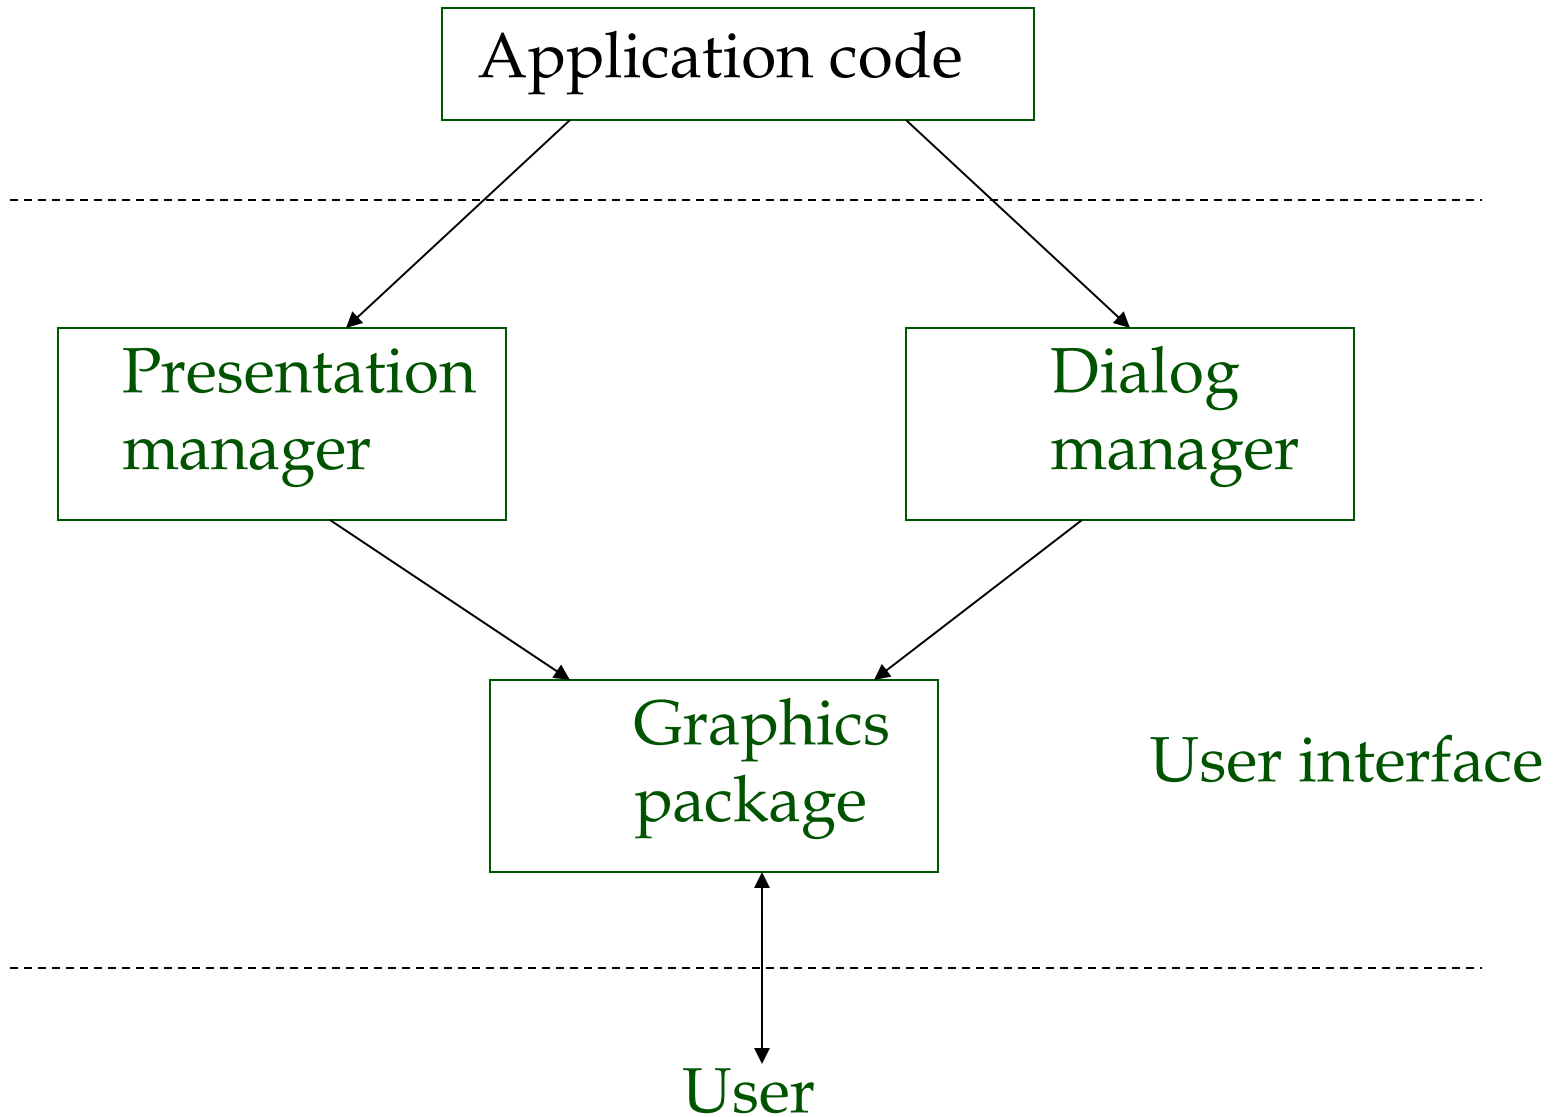 Application code
Presentation
manager
Dialog
manager
Graphics
package
User interface
User